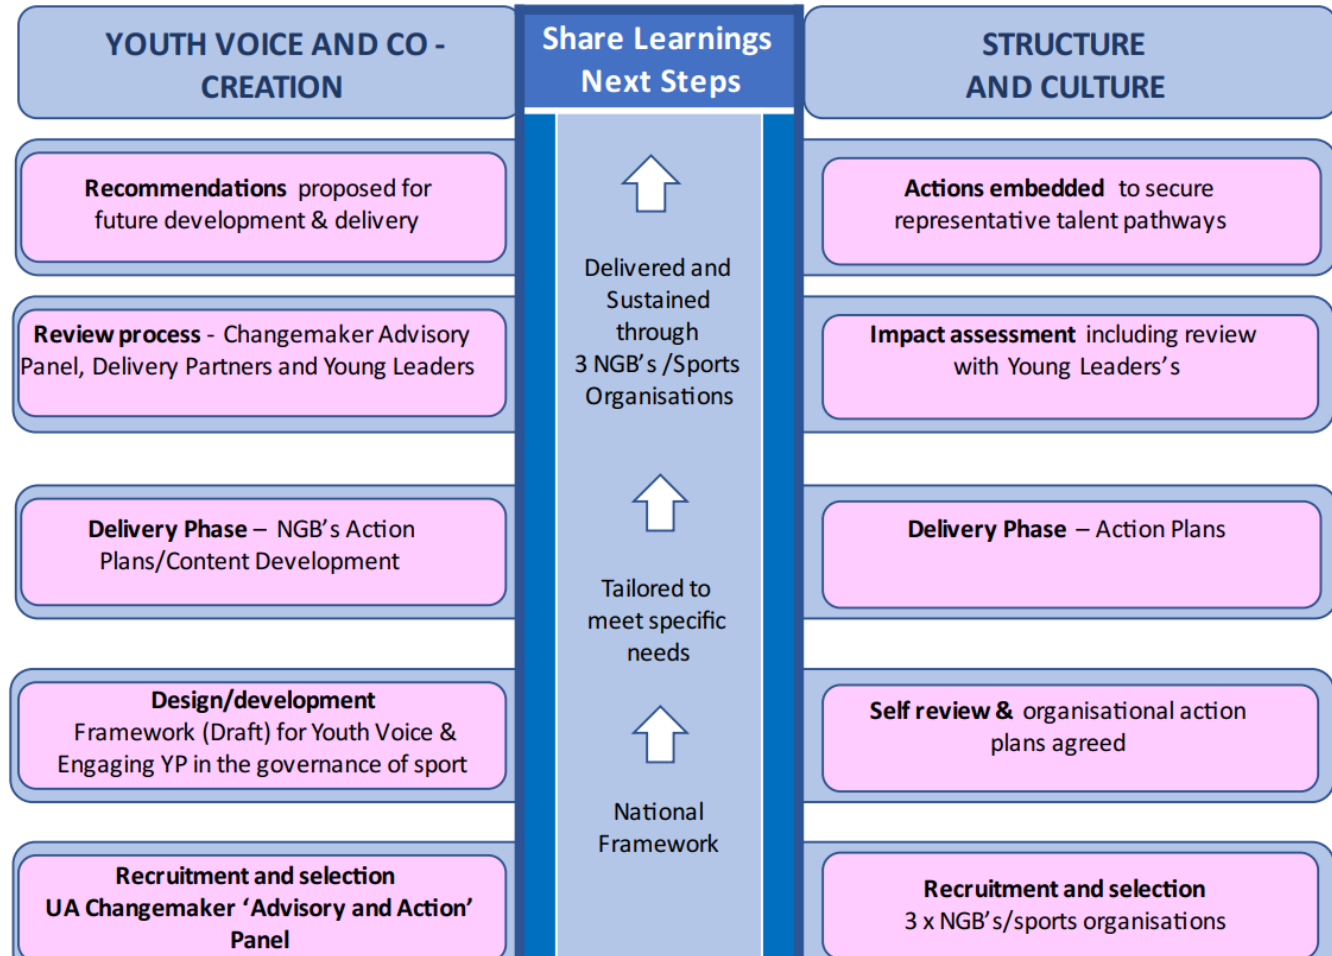 YOUTH VOICE AND CO -
CREATION
Recommendations proposed for
future development & delivery
Review process - Changemaker Advisory
Panel, Delivery Partners and Young Leaders
Delivery Phase – NGB's Action
Plans/Content Development
Design/development
Framework (Draft) for Youth Voice &
Engaging YP in the governance of sport
Recruitment and selection
UA Changemaker ‘Advisory and Action’
Panel
Share Learnings
Next Steps
Delivered and
Sustained
through
3 NGB’s /Sports
Organisations
Tailored to
meet specific
needs
National
Framework
STRUCTURE
AND CULTURE
Actions embedded to secure
representative talent pathways
Impact assessment including review
with Young Leaders’s
Delivery Phase – Action Plans
Self review & organisational action
plans agreed
Recruitment and selection
3 x NGB’s/sports organisations